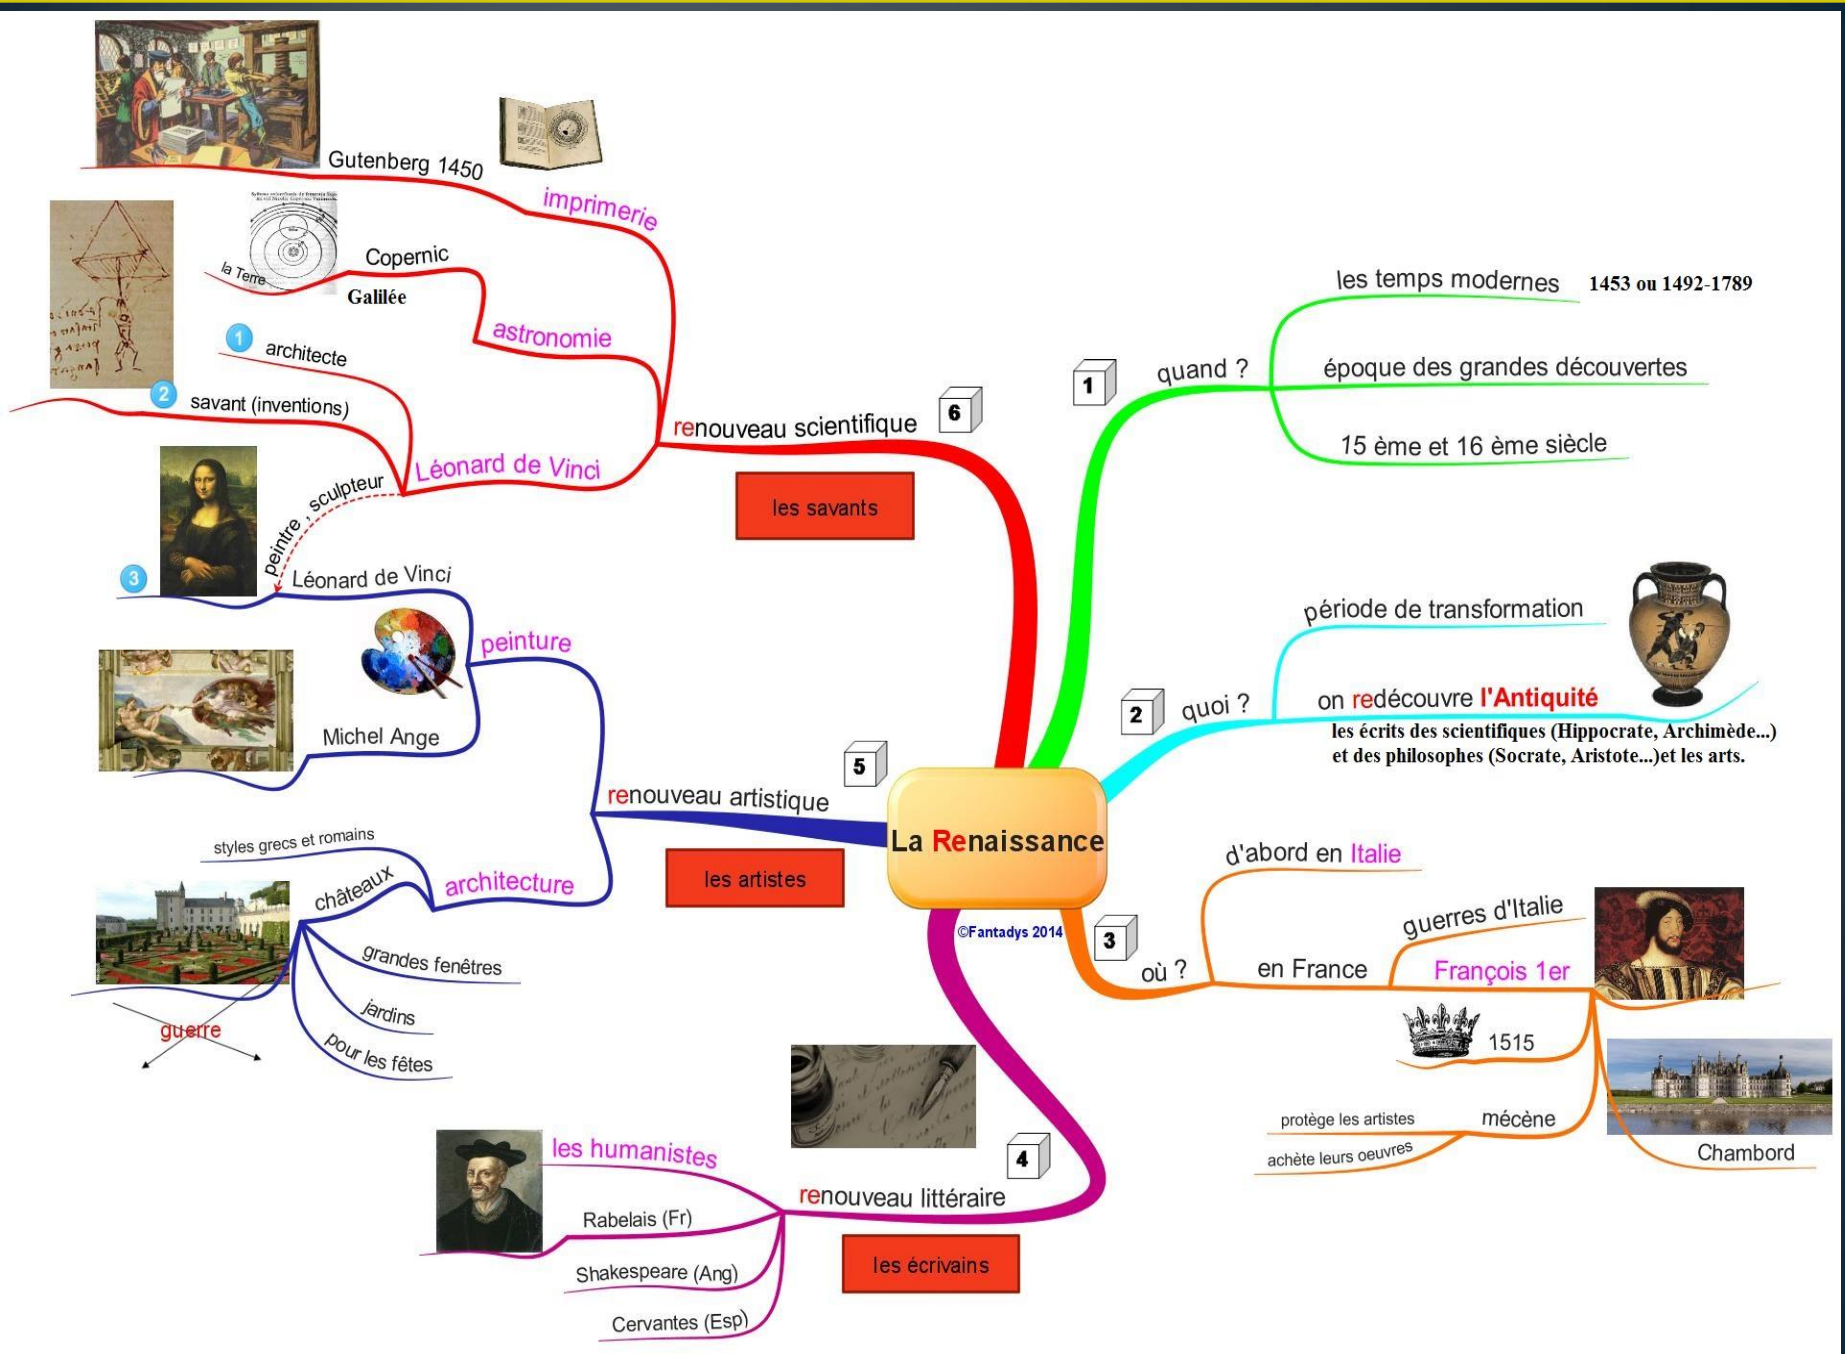 La Renaissance
©Fantadys 2014
1
quand ?
les temps modernes
1453 ou 1492-1789
époque des grandes découvertes
15 ème et 16 ème siècle
2
quoi ?
période de transformation
on redécouvre l'Antiquité
les écrits des scientifiques (Hippocrate, Archimède...)
et des philosophes (Socrate, Aristote...)et les arts.
3
où ?
d'abord en Italie
en France
guerres d'Italie
François 1er
1515
mécène
protège les artistes
achète leurs oeuvres
Chambord
4
renouveau littéraire
les écrivains
les humanistes
Rabelais (Fr)
Shakespeare (Ang)
Cervantes (Esp)
5
renouveau artistique
les artistes
peinture
Léonard de Vinci
3
Michel Ange
architecture
styles grecs et romains
châteaux
grandes fenêtres
jardins
pour les fêtes
guerre
6
renouveau scientifique
les savants
imprimerie
Gutenberg 1450
astronomie
Copernic
Galilée
la Terre
Léonard de Vinci
1
architecte
2
savant (inventions)
peintre , sculpteur